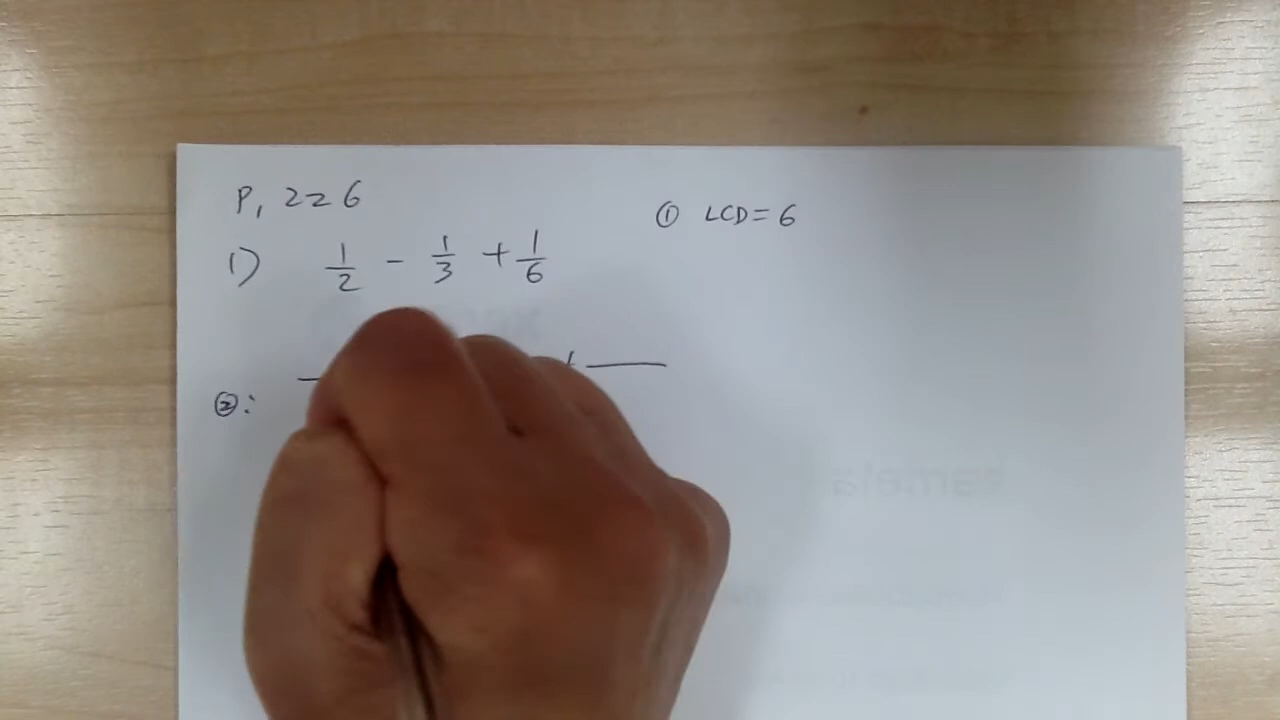 P, 226
① LCD = 6
1) 1/2 - 1/3 + 1/6
②: